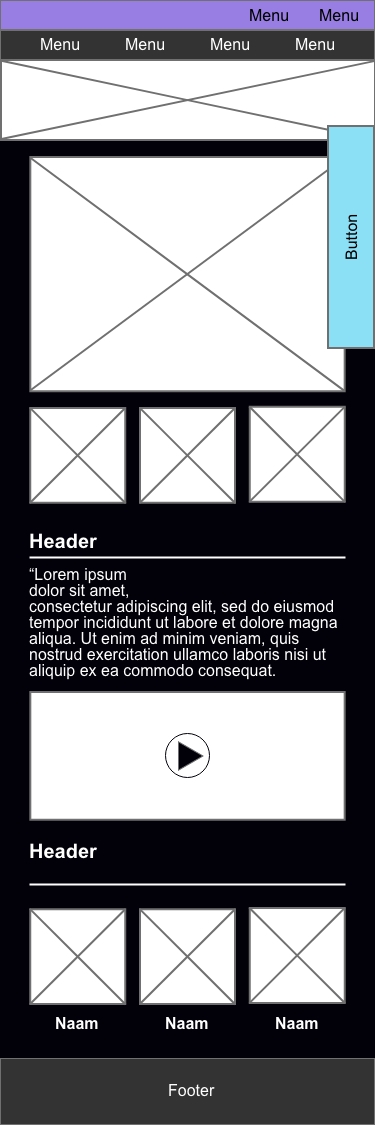 Menu Menu
Menu Menu Menu Menu
Button
Header
“Lorem ipsum
dolor sit amet,
consectetur adipiscing elit, sed do eiusmod
tempor incididunt ut labore et dolore magna
aliqua. Ut enim ad minim veniam, quis
nostrud exercitation ullamco laboris nisi ut
aliquip ex ea commodo consequat.
Header
Naam Naam Naam
Footer